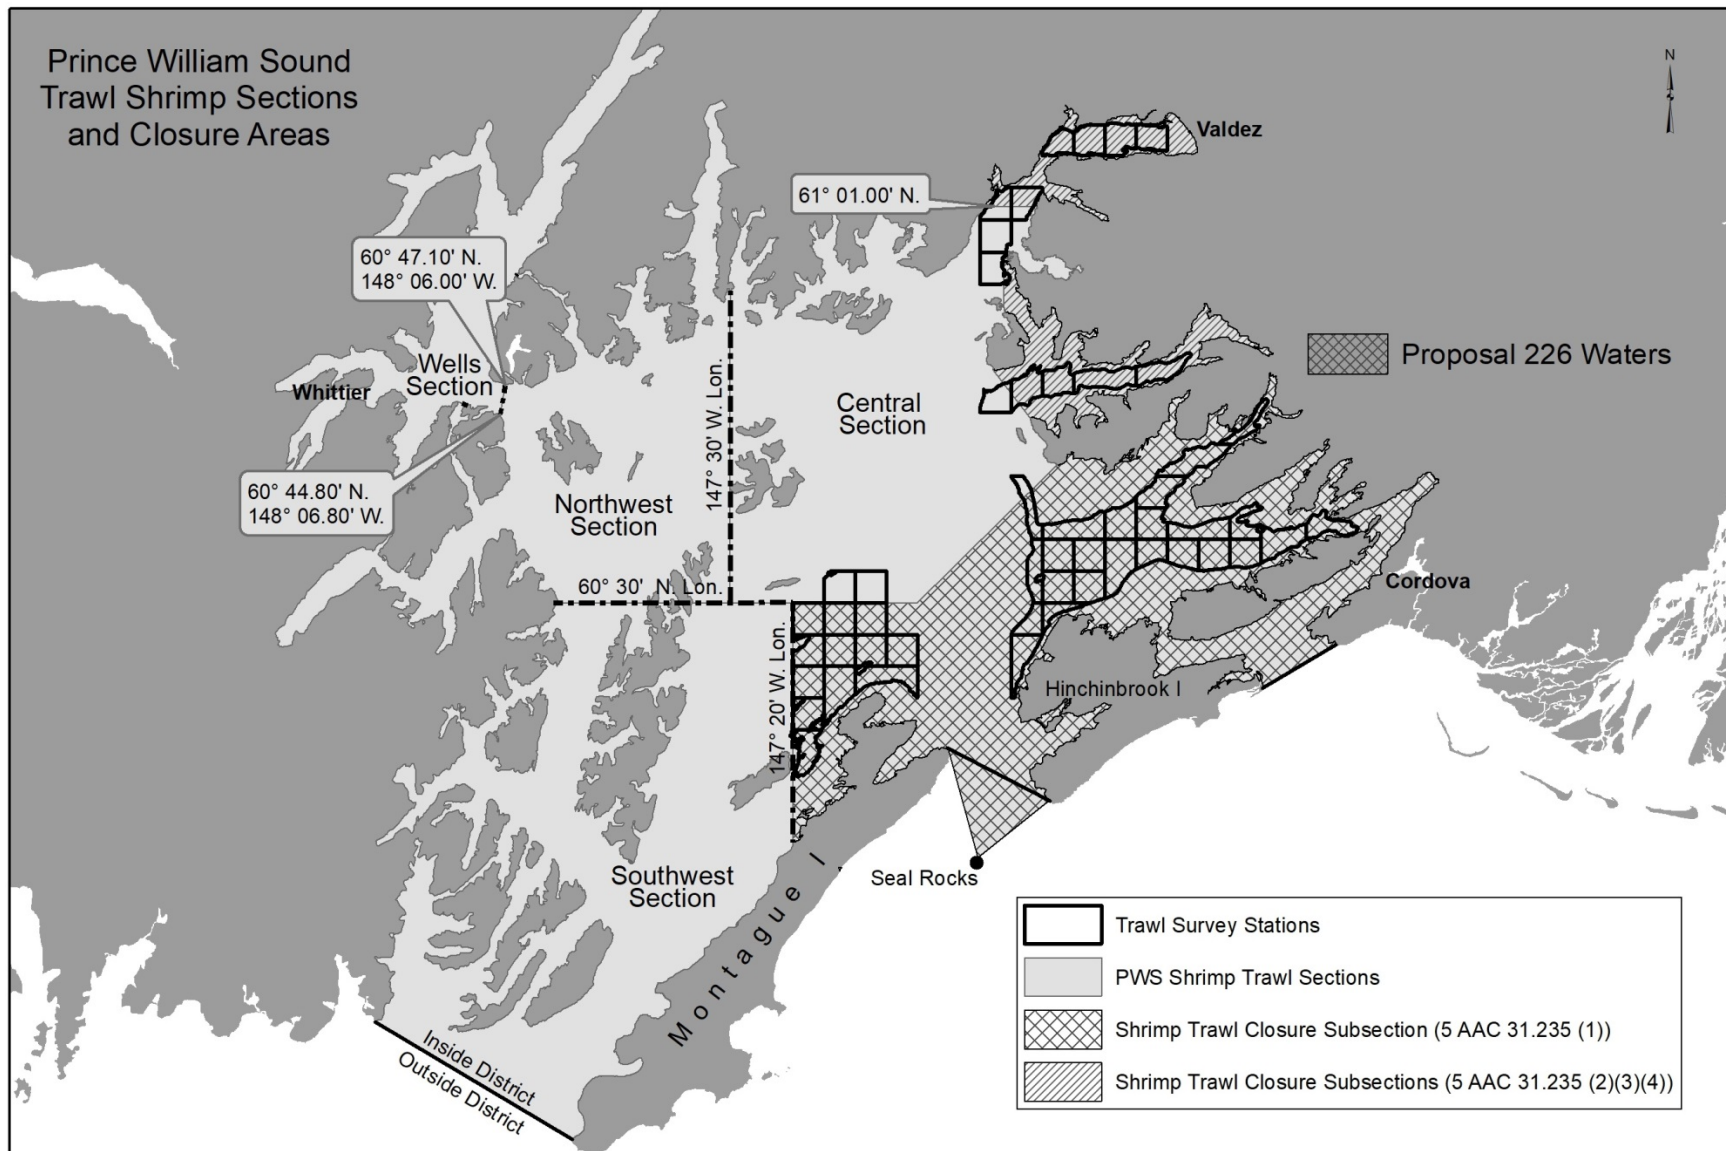 Prince William Sound
Trawl Shrimp Sections
and Closure Areas
N
Valdez
61° 01.00' N.
60° 47.10' N.
148° 06.00' W.
Proposal 226 Waters
Wells
Section
Whittier
147° 30' W. Lon.
Central
Section
60° 44.80' N.
148° 06.80' W.
Northwest
Section
60° 30' N. Lon.
Cordova
147° 20' W. Lon.
Hinchinbrook I
Seal Rocks
Southwest
Section
Montague I
Inside District
Outside District
Trawl Survey Stations
PWS Shrimp Trawl Sections
Shrimp Trawl Closure Subsection (5 AAC 31.235 (1))
Shrimp Trawl Closure Subsections (5 AAC 31.235 (2)(3)(4))